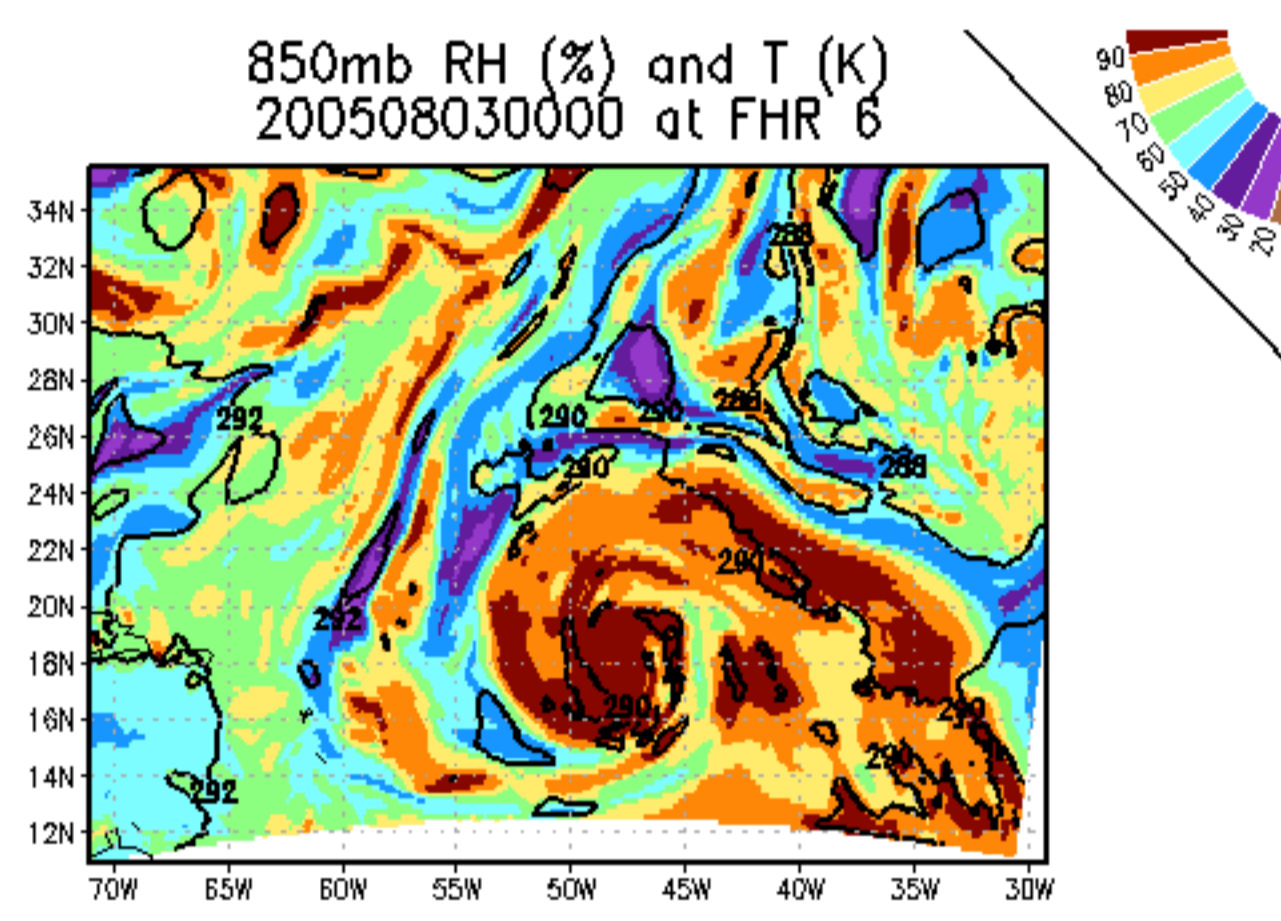 850mb RH (%) and T (K)
200508030000 at FHR 6
90
80
70
60
50
40
30
20
34N
32N
30N
28N
26N
24N
22N
20N
18N
16N
14N
12N
288
292
290
290
288
290
288
290
292
290
290
290
292
70W
65W
60W
55W
50W
45W
40W
35W
30W